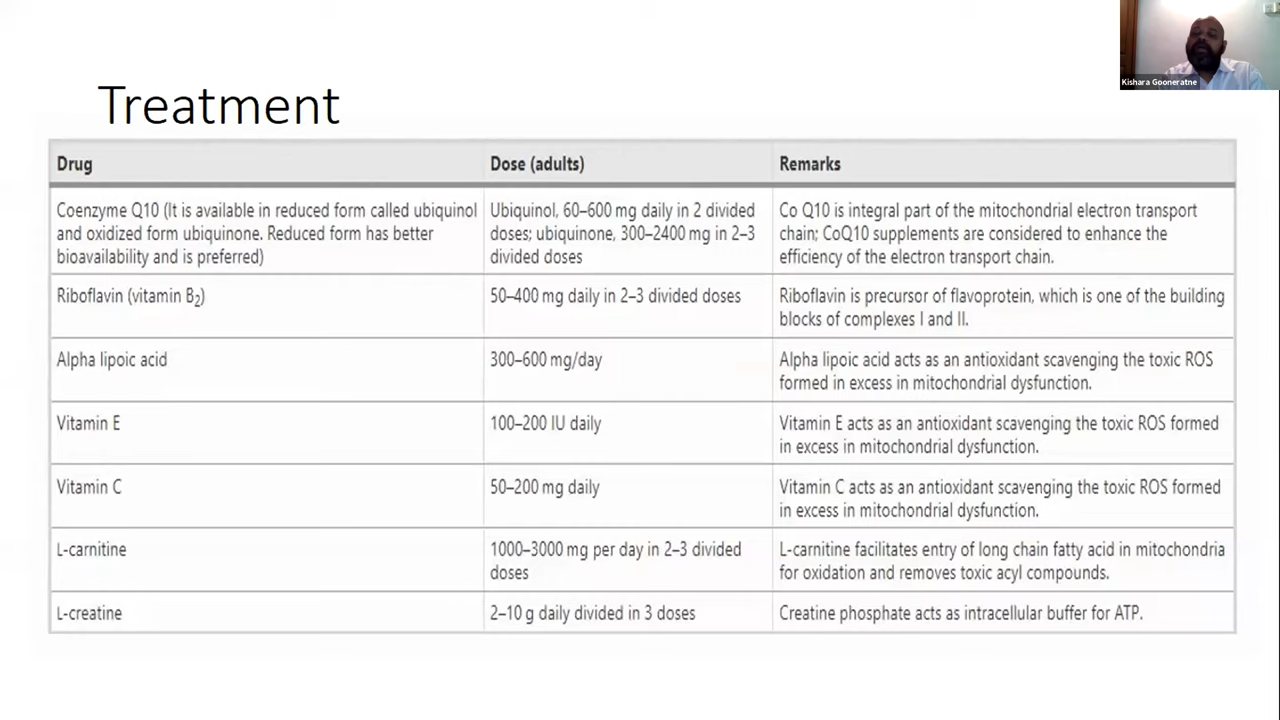 Kishara Gooneratne
Treatment
Drug
Dose (adults)
Remarks
Coenzyme Q10 (It is available in reduced form called ubiquinol
and oxidized form ubiquinone. Reduced form has better
bioavailability and is preferred)
Ubiquinol, 60–600 mg daily in 2 divided
doses; ubiquinone, 300–2400 mg in 2–3
divided doses
Co Q10 is integral part of the mitochondrial electron transport
chain; CoQ10 supplements are considered to enhance the
efficiency of the electron transport chain.
Riboflavin (vitamin B₂)
50–400 mg daily in 2–3 divided doses
Riboflavin is precursor of flavoprotein, which is one of the building
blocks of complexes I and II.
Alpha lipoic acid
300–600 mg/day
Alpha lipoic acid acts as an antioxidant scavenging the toxic ROS
formed in excess in mitochondrial dysfunction.
Vitamin E
100–200 IU daily
Vitamin E acts as an antioxidant scavenging the toxic ROS formed
in excess in mitochondrial dysfunction.
Vitamin C
50–200 mg daily
Vitamin C acts as an antioxidant scavenging the toxic ROS formed
in excess in mitochondrial dysfunction.
L-carnitine
1000–3000 mg per day in 2–3 divided
doses
L-carnitine facilitates entry of long chain fatty acid in mitochondria
for oxidation and removes toxic acyl compounds.
L-creatine
2–10 g daily divided in 3 doses
Creatine phosphate acts as intracellular buffer for ATP.